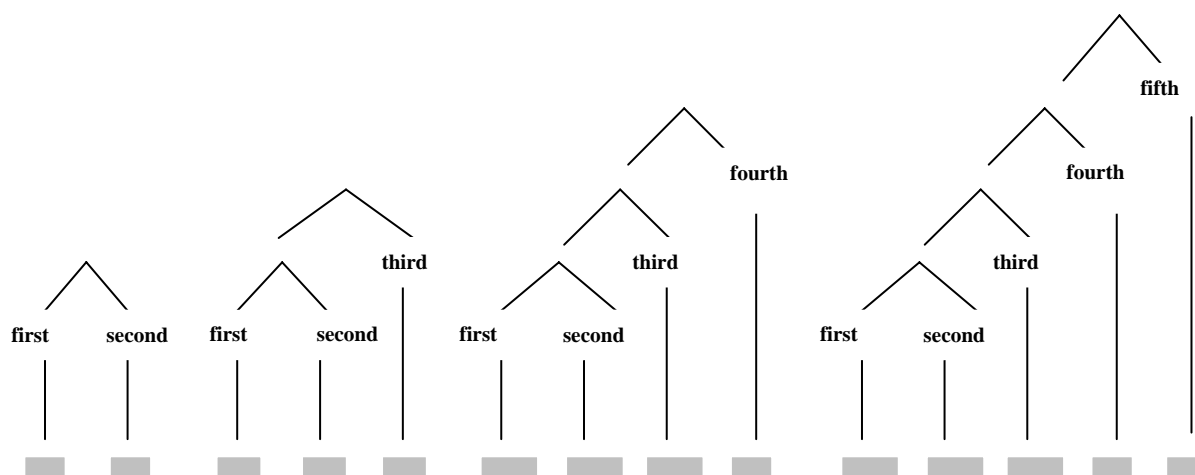 fifth
fourth fourth
third third third
first second first second first second first second